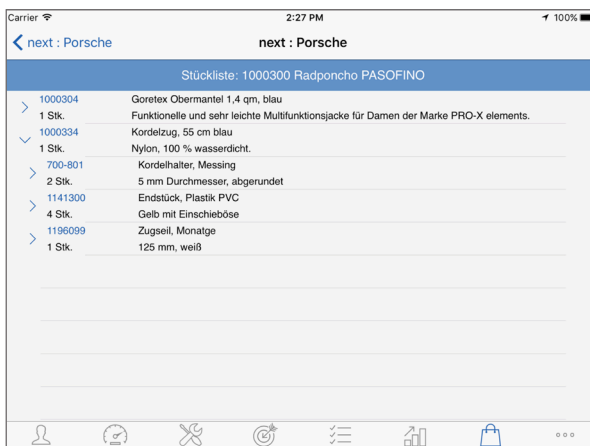 Carrier 2:27 PM 100%
next : Porsche next : Porsche
Stückliste: 1000300 Radponcho PASOFINO
1000304 Goretex Obermantel 1,4 qm, blau
1 Stk. Funktionelle und sehr leichte Multifunktionsjacke für Damen der Marke PRO-X elements.
1000334 Kordelzug, 55 cm blau
1 Stk. Nylon, 100 % wasserdicht.
700-801 Kordelhalter, Messing
2 Stk. 5 mm Durchmesser, abgerundet
1141300 Endstück, Plastik PVC
4 Stk. Gelb mit Einschieböse
1196099 Zugseil, Monatge
1 Stk. 125 mm, weiß